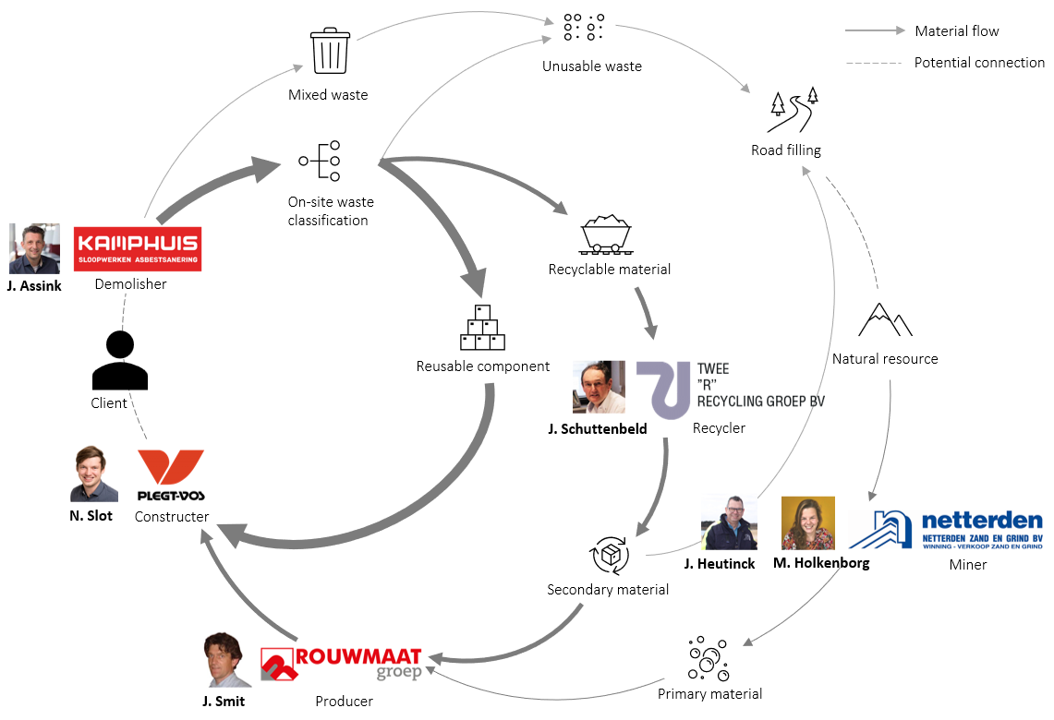 Material flow
Potential connection
Mixed waste
Unusable waste
Road filling
On-site waste
classification
Recyclable material
KAMPHUIS
SLOOPWERKEN ASBESTSANERING
J. Assink
Demolisher
Client
Reusable component
Natural resource
TWEE
"R"
RECYCLING GROEP BV
J. Schuttenbeld
Recycler
PLEGT-VOS
N. Slot
Constructer
netterden
NETTERDEN ZAND EN GRIND BV
WINNING - VERKOOP ZAND EN GRIND
J. Heutinck
M. Holkenborg
Miner
Secondary material
ROUWMAAT
groep
J. Smit
Producer
Primary material